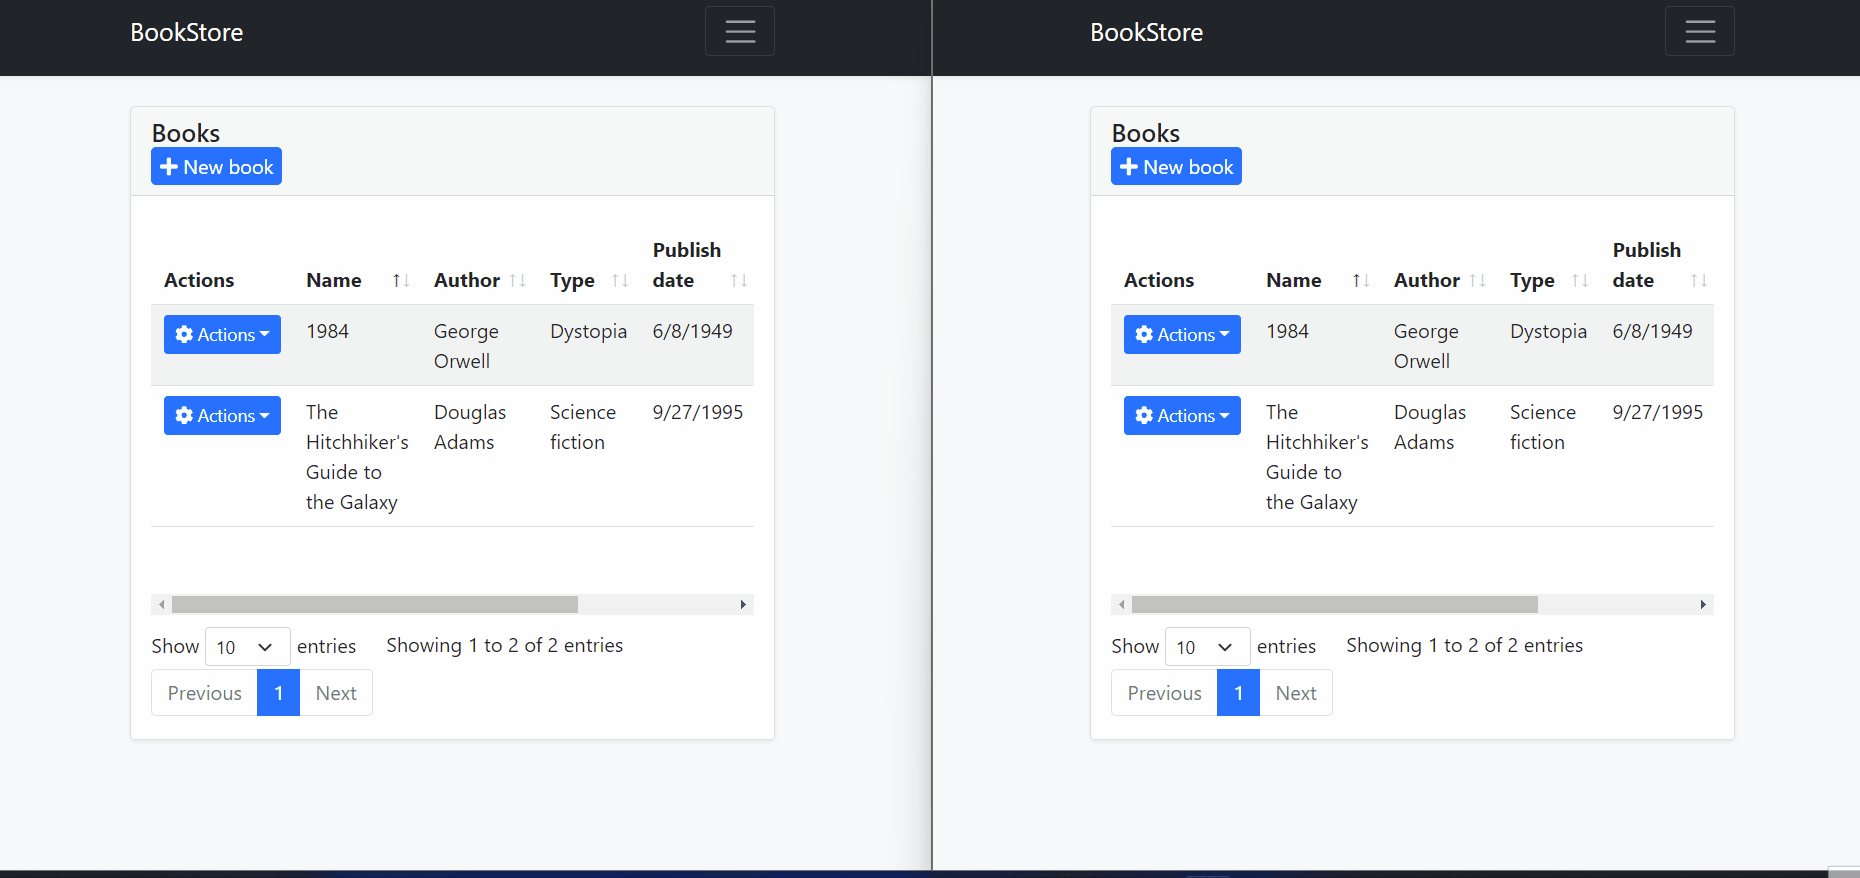 BookStore
Books
New book
Actions Name Author Type Publish date
Actions 1984 George Orwell Dystopia 6/8/1949
Actions The Hitchhiker's Guide to the Galaxy Douglas Adams Science fiction 9/27/1995
Show 10 entries Showing 1 to 2 of 2 entries
Previous 1 Next
BookStore
Books
New book
Actions Name Author Type Publish date
Actions 1984 George Orwell Dystopia 6/8/1949
Actions The Hitchhiker's Guide to the Galaxy Douglas Adams Science fiction 9/27/1995
Show 10 entries Showing 1 to 2 of 2 entries
Previous 1 Next